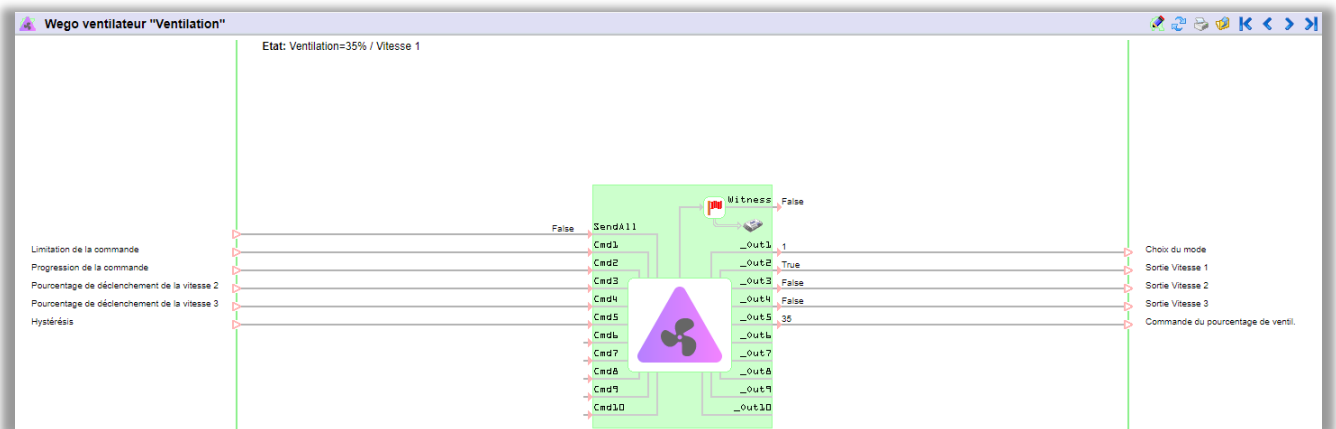 Wego ventilateur "Ventilation"
Etat: Ventilation=35% / Vitesse 1
Witness False
False SendAll
Limitation de la commande Cmd1 _Out1 1 Choix du mode
Progression de la commande Cmd2 _Out2 True Sortie Vitesse 1
Pourcentage de déclenchement de la vitesse 2 Cmd3 _Out3 False Sortie Vitesse 2
Pourcentage de déclenchement de la vitesse 3 Cmd4 _Out4 False Sortie Vitesse 3
Hystérésis Cmd5 _Out5 35 Commande du pourcentage de ventil.
Cmd6 _Out6
Cmd7 _Out7
Cmd8 _Out8
Cmd9 _Out9
Cmd10 _Out10